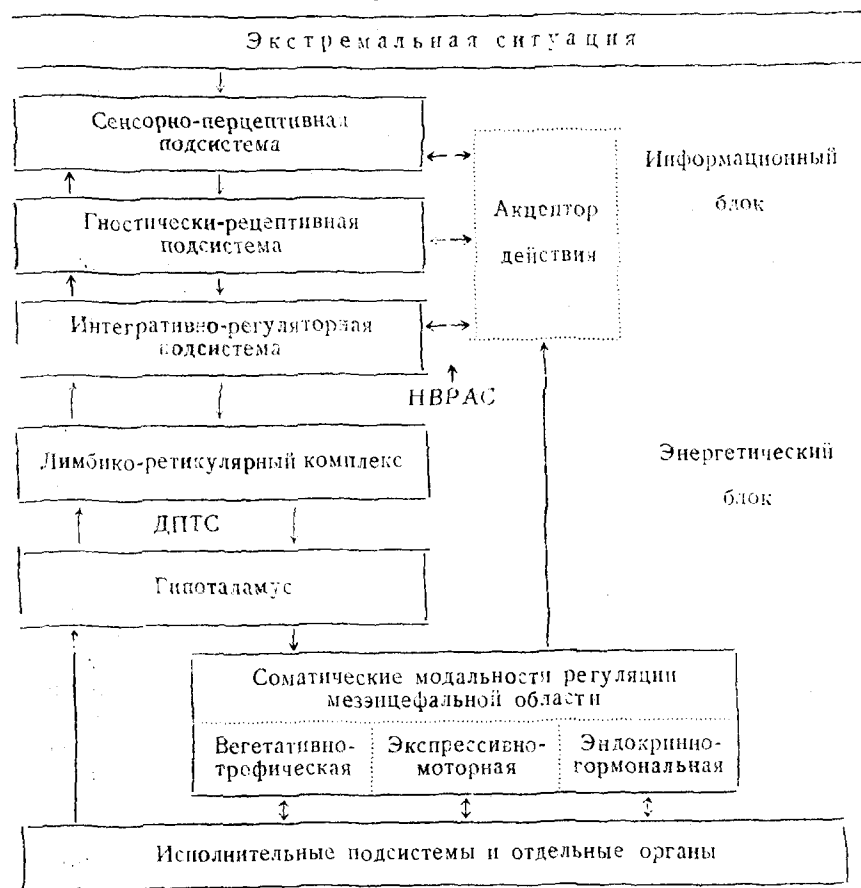 Экстремальная ситуация
Сенсорно-перцептивная
подсистема
Информационный
блок
Акцептор
действия
Гностически-рецептивная
подсистема
Интегративно-регуляторная
подсистема
НВРАС
Лимбико-ретикулярный комплекс
Энергетический
блок
ДПТС
Гипоталамус
Соматические модальности регуляции
мезэнцефальной области
Вегетативно-
трофическая
Экспрессивно-
моторная
Эндокринно-
гормональная
Исполнительные подсистемы и отдельные органы